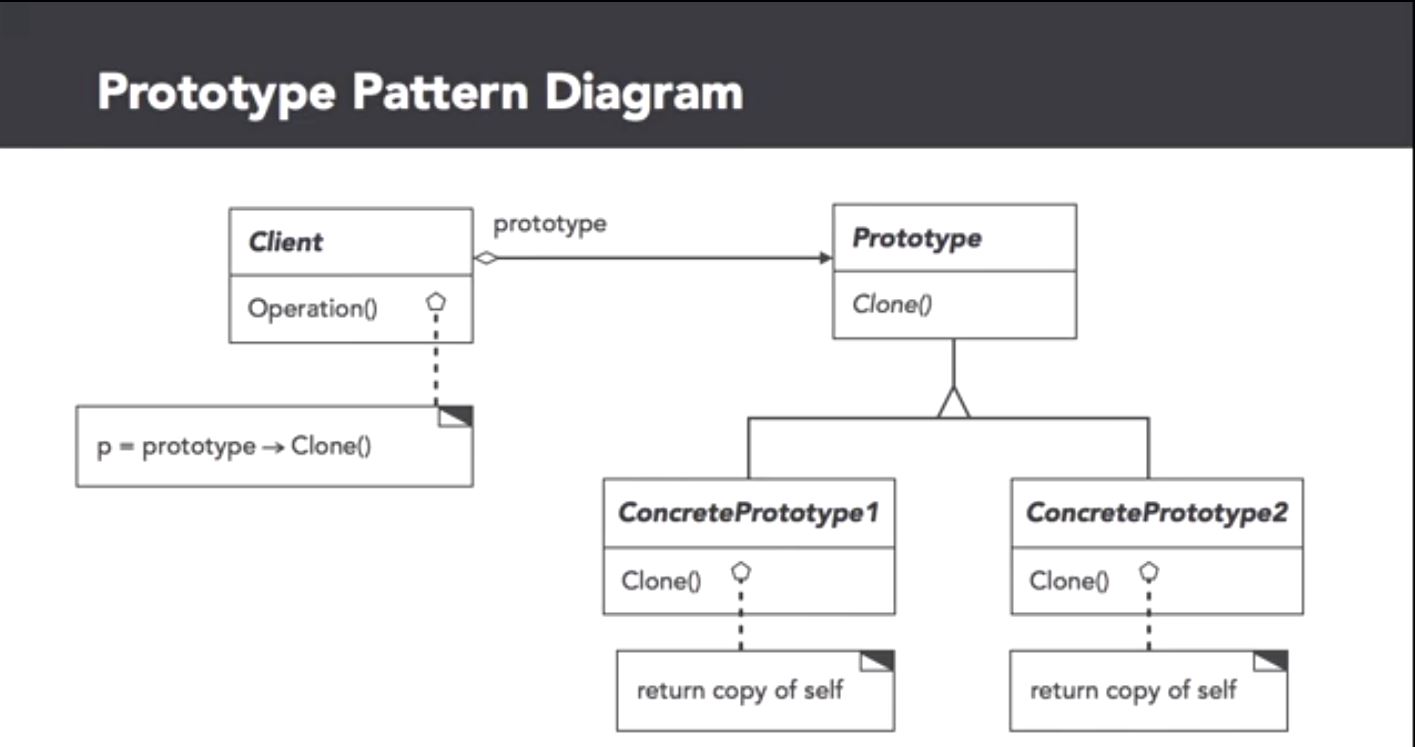 Prototype Pattern Diagram
prototype
Client
Operation()
p = prototype → Clone()
Prototype
Clone()
ConcretePrototype1
Clone()
return copy of self
ConcretePrototype2
Clone()
return copy of self